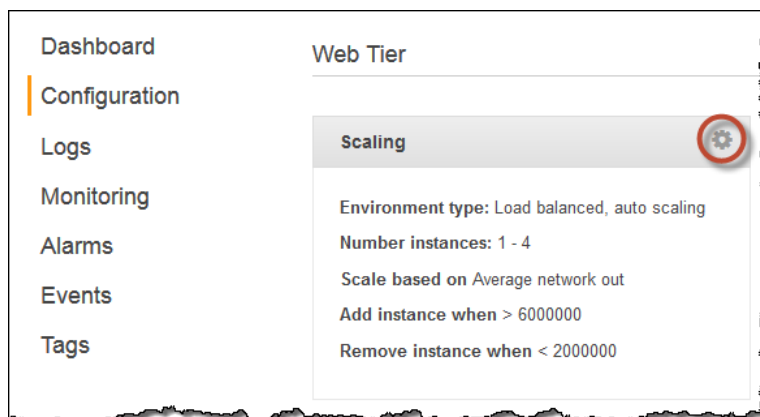 Dashboard
Configuration
Logs
Monitoring
Alarms
Events
Tags
Web Tier
Scaling
Environment type: Load balanced, auto scaling
Number instances: 1 - 4
Scale based on Average network out
Add instance when > 6000000
Remove instance when < 2000000